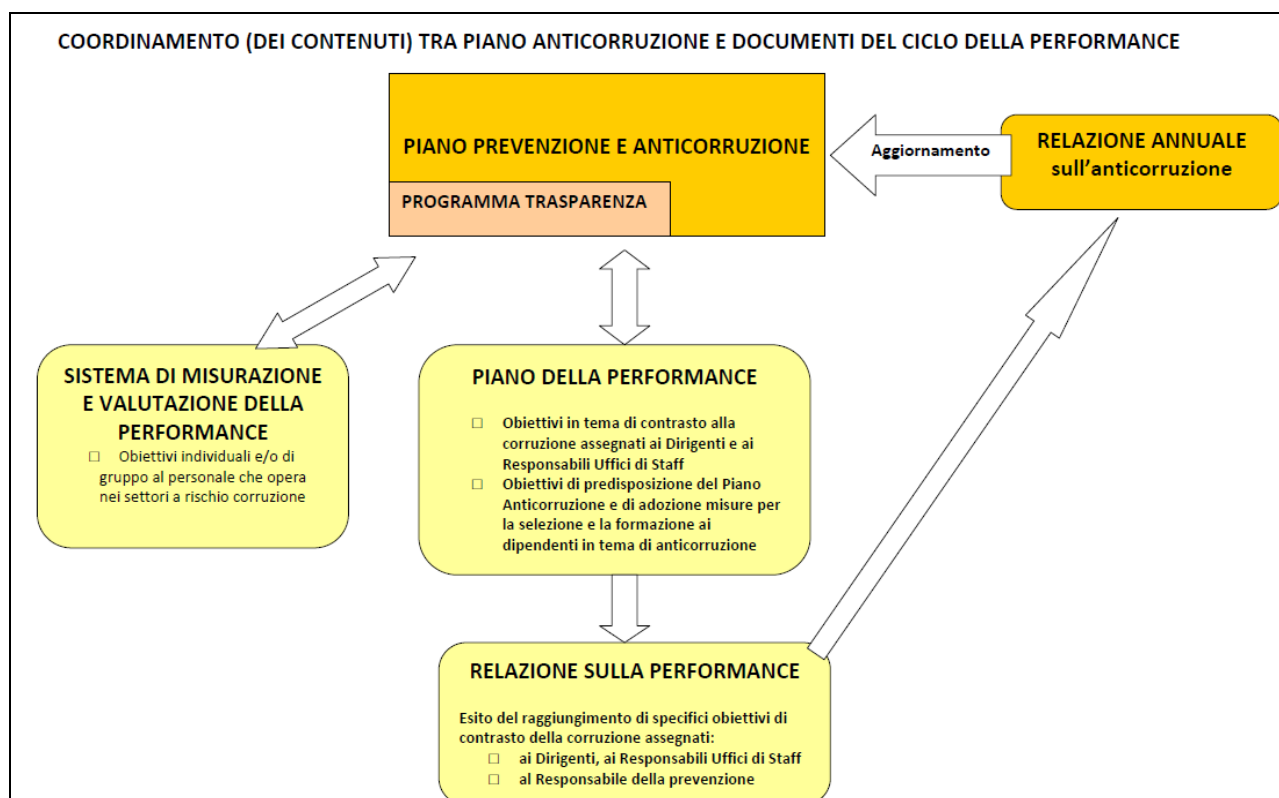 COORDINAMENTO (DEI CONTENUTI) TRA PIANO ANTICORRUZIONE E DOCUMENTI DEL CICLO DELLA PERFORMANCE
PIANO PREVENZIONE E ANTICORRUZIONE
PROGRAMMA TRASPARENZA
Aggiornamento
RELAZIONE ANNUALE
sull'anticorruzione
SISTEMA DI MISURAZIONE
E VALUTAZIONE DELLA
PERFORMANCE
□ Obiettivi individuali e/o di
gruppo al personale che opera
nei settori a rischio corruzione
PIANO DELLA PERFORMANCE
□ Obiettivi in tema di contrasto alla
corruzione assegnati ai Dirigenti e ai
Responsabili Uffici di Staff
□ Obiettivi di predisposizione del Piano
Anticorruzione e di adozione misure per
la selezione e la formazione ai
dipendenti in tema di anticorruzione
RELAZIONE SULLA PERFORMANCE
Esito del raggiungimento di specifici obiettivi di
contrasto della corruzione assegnati:
□ ai Dirigenti, ai Responsabili Uffici di Staff
□ al Responsabile della prevenzione